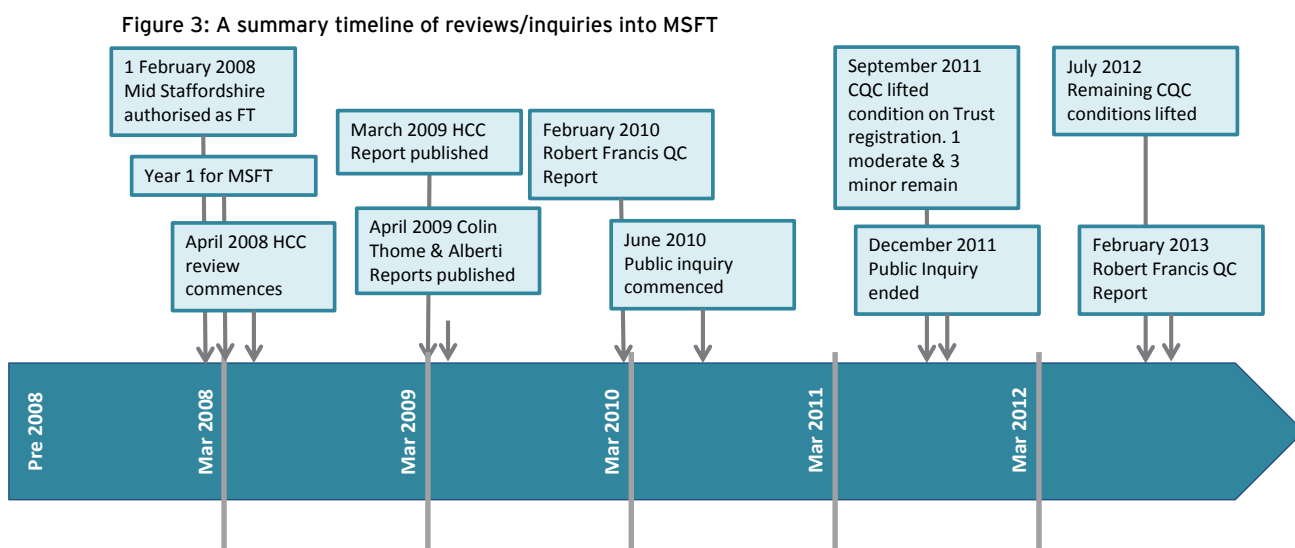 Figure 3: A summary timeline of reviews/inquiries into MSFT
1 February 2008
Mid Staffordshire
authorised as FT
Year 1 for MSFT
April 2008 HCC
review
commences
March 2009 HCC
Report published
April 2009 Colin
Thome & Alberti
Reports published
February 2010
Robert Francis QC
Report
June 2010
Public inquiry
commenced
September 2011
CQC lifted
condition on Trust
registration. 1
moderate & 3
minor remain
December 2011
Public Inquiry
ended
July 2012
Remaining CQC
conditions lifted
February 2013
Robert Francis QC
Report
Pre 2008
Mar 2008
Mar 2009
Mar 2010
Mar 2011
Mar 2012